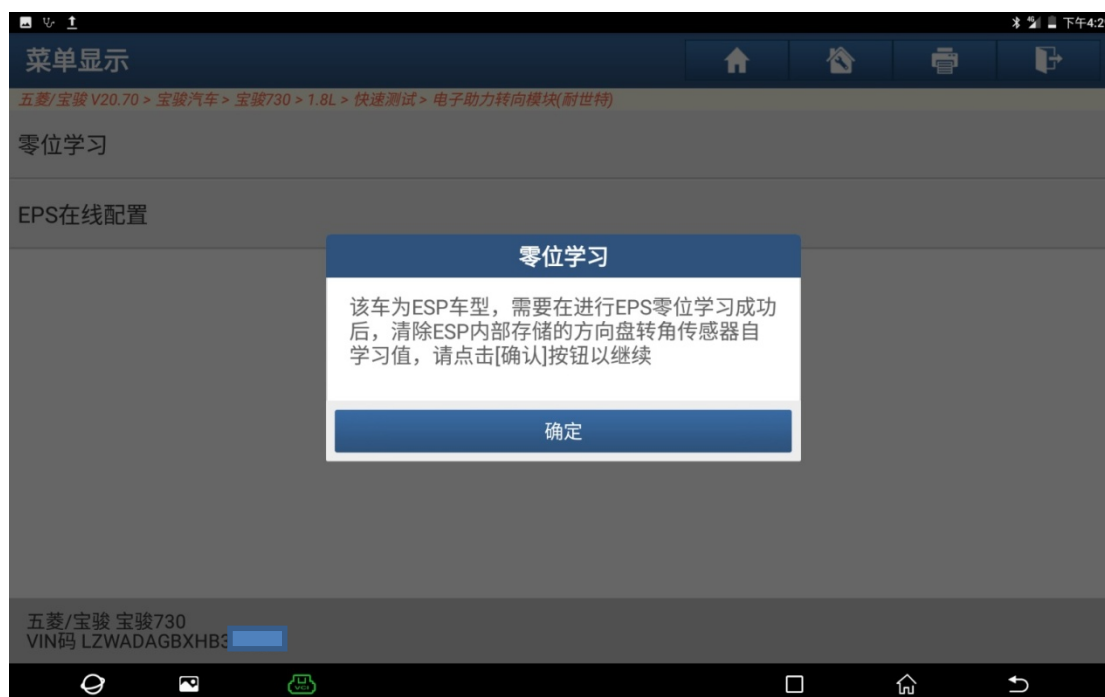 下午4:2
菜单显示
五菱/宝骏 V20.70 > 宝骏汽车 > 宝骏730 > 1.8L > 快速测试 > 电子助力转向模块(耐世特)
零位学习
EPS在线配置
零位学习
该车为ESP车型，需要在进行EPS零位学习成功
后，清除ESP内部存储的方向盘转角传感器自
学习值，请点击[确认]按钮以继续
确定
五菱/宝骏 宝骏730
VIN码 LZWADAGBXHB3
VCI